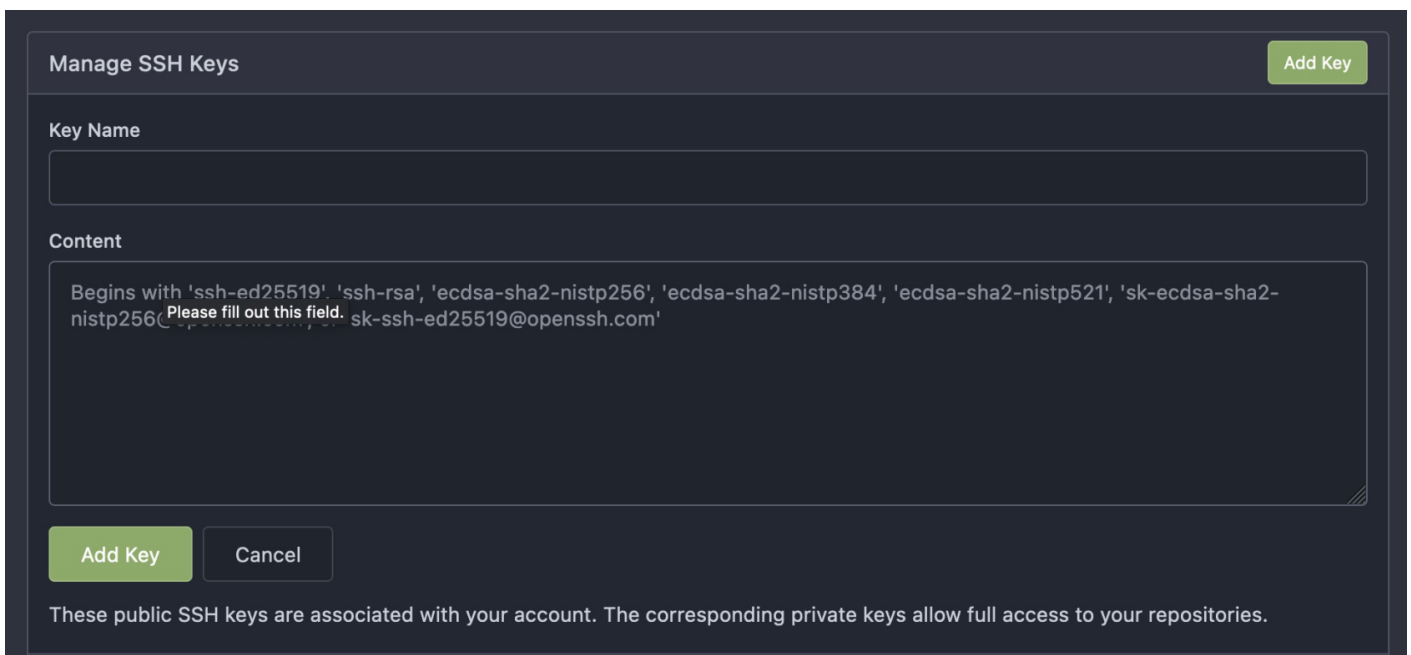 Manage SSH Keys
Add Key
Key Name
Content
Begins with 'ssh-ed25519', 'ssh-rsa', 'ecdsa-sha2-nistp256', 'ecdsa-sha2-nistp384', 'ecdsa-sha2-nistp521', 'sk-ecdsa-sha2-
Please fill out this field.
nistp256@ 'sk-ssh-ed25519@openssh.com'
Add Key
Cancel
These public SSH keys are associated with your account. The corresponding private keys allow full access to your repositories.